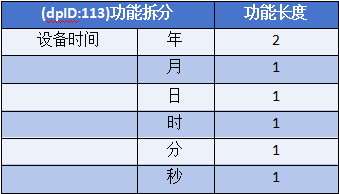 (dpID:113)功能拆分 功能长度
设备时间 年 2
月 1
日 1
时 1
分 1
秒 1